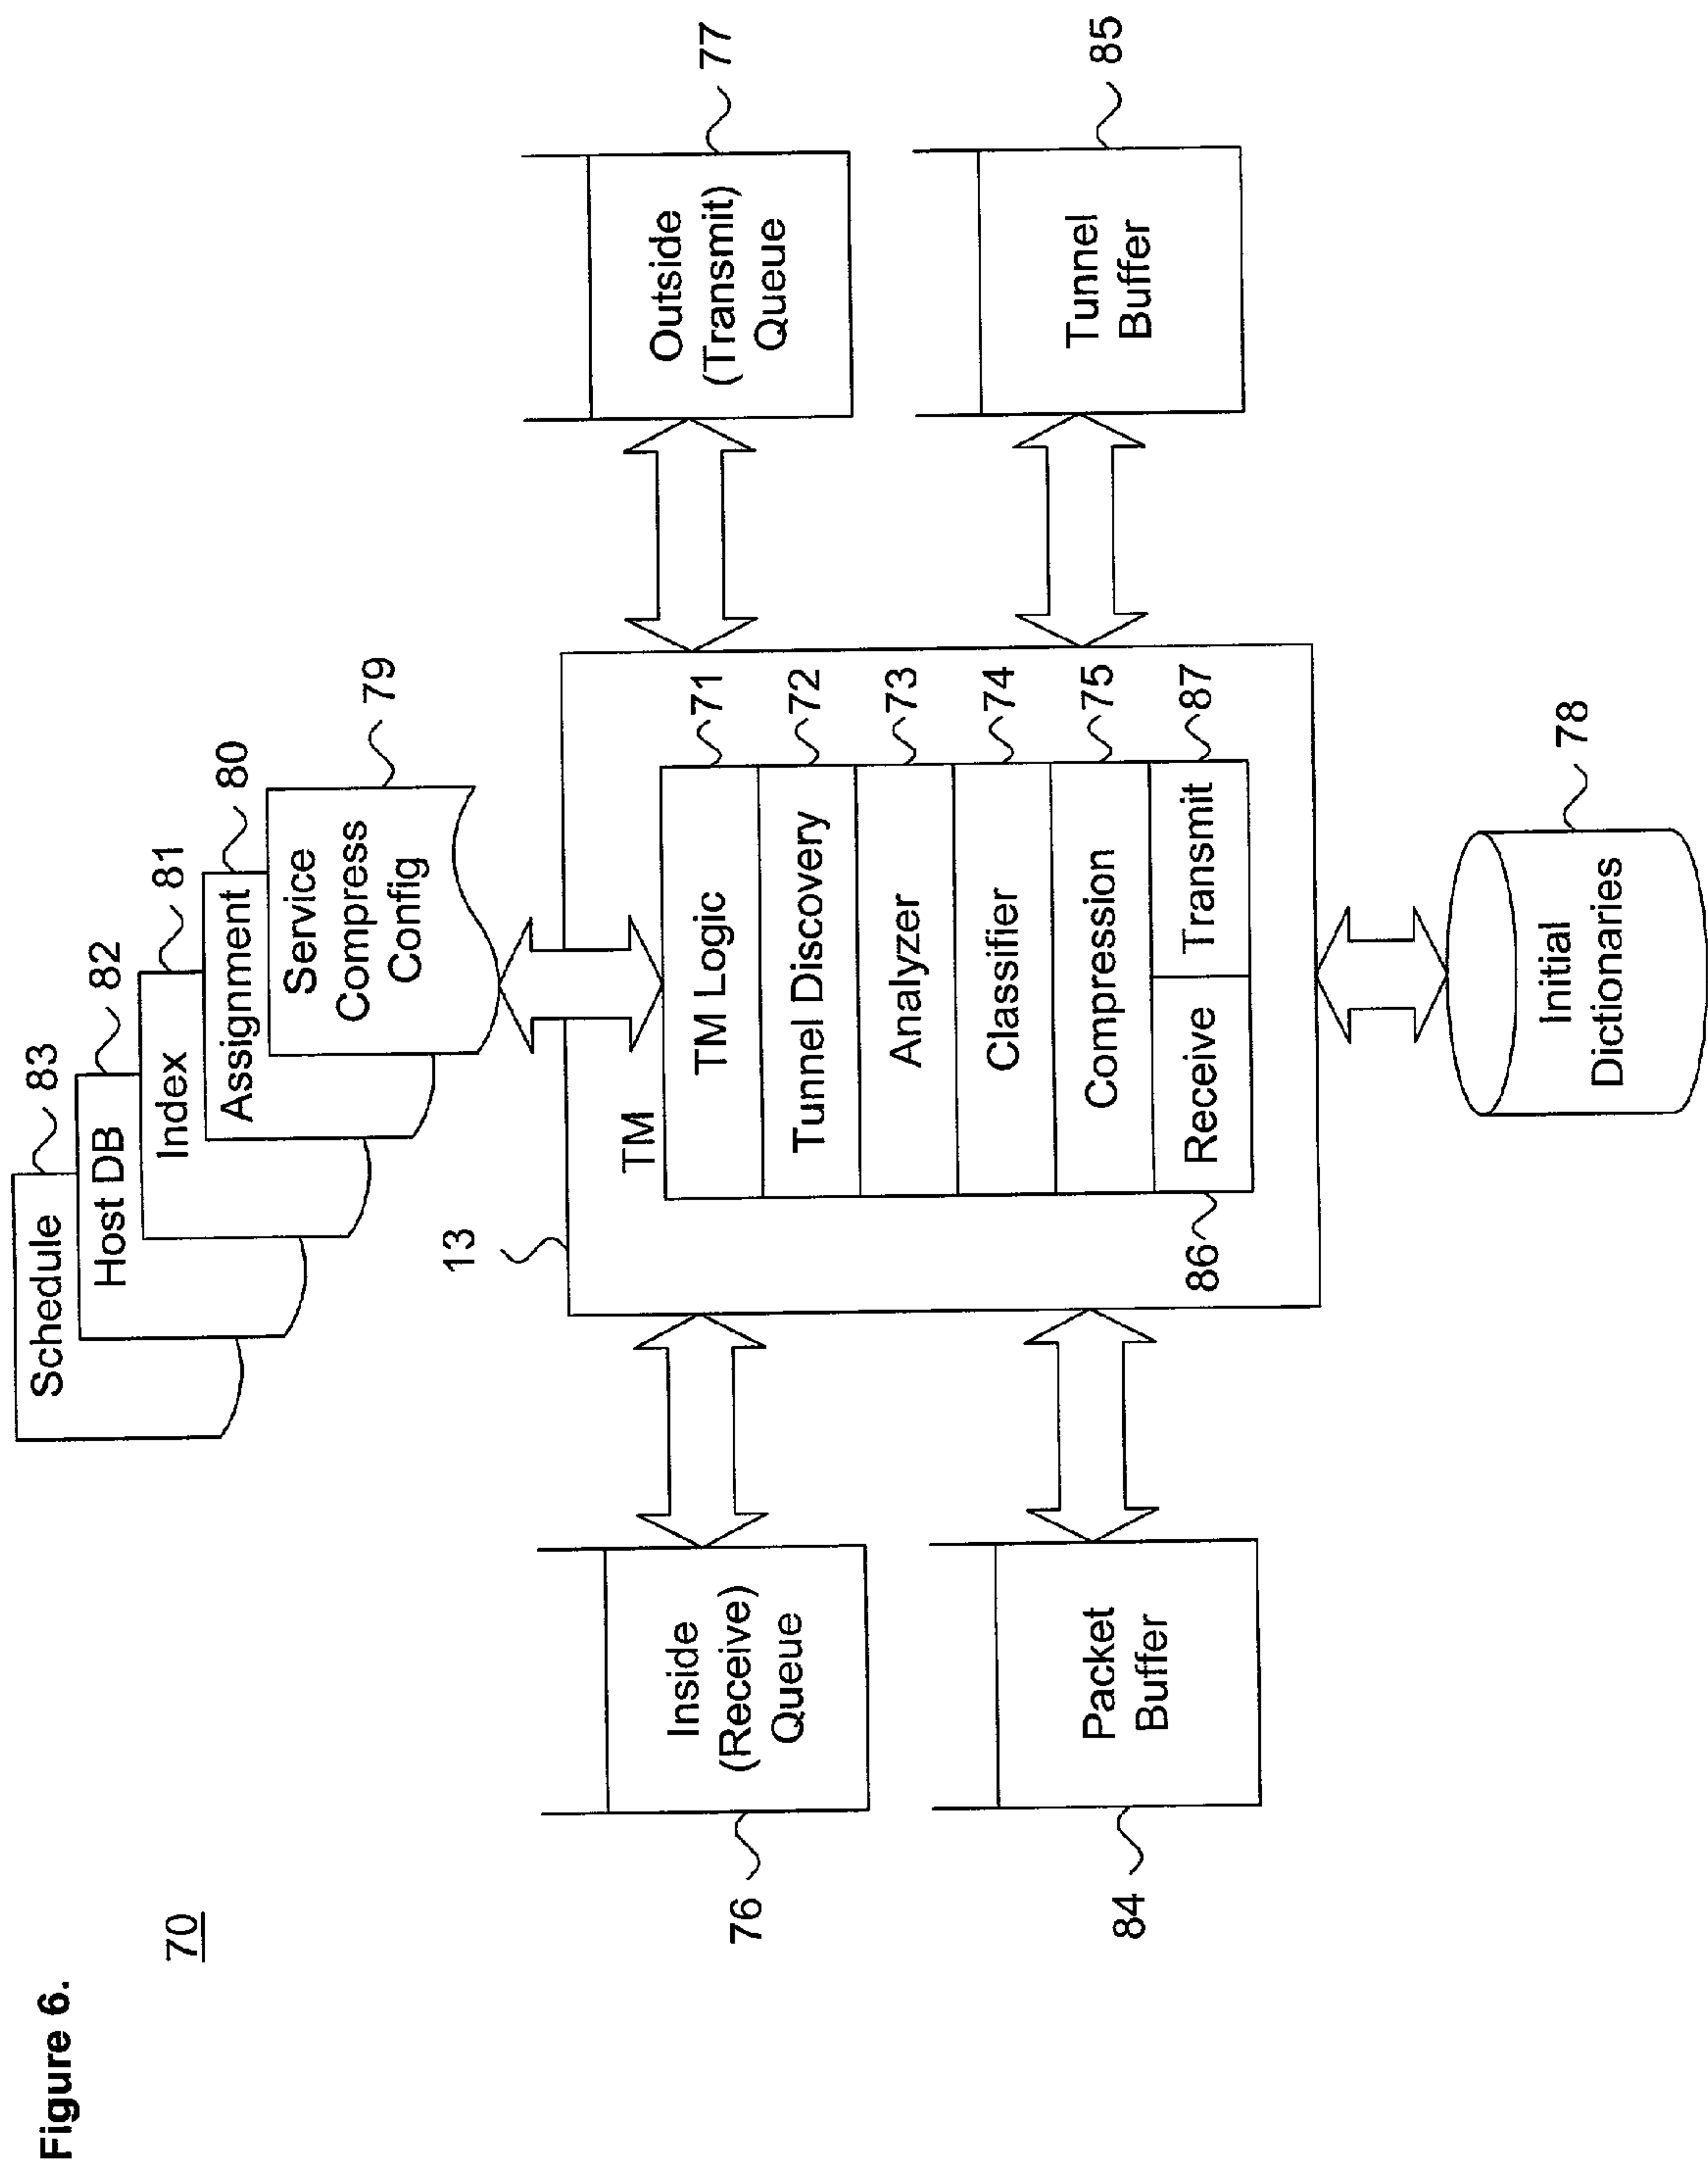 Figure 6.
70
Schedule
83
Host DB
82
Index
81
Assignment
80
Service
Compress
Config
79
13
TM
TM Logic
71
Tunnel Discovery
72
Analyzer
73
Classifier
74
Compression
75
Receive
86
Transmit
87
Inside
(Receive)
Queue
76
Outside
(Transmit)
Queue
77
Packet
Buffer
84
Tunnel
Buffer
85
Initial
Dictionaries
78